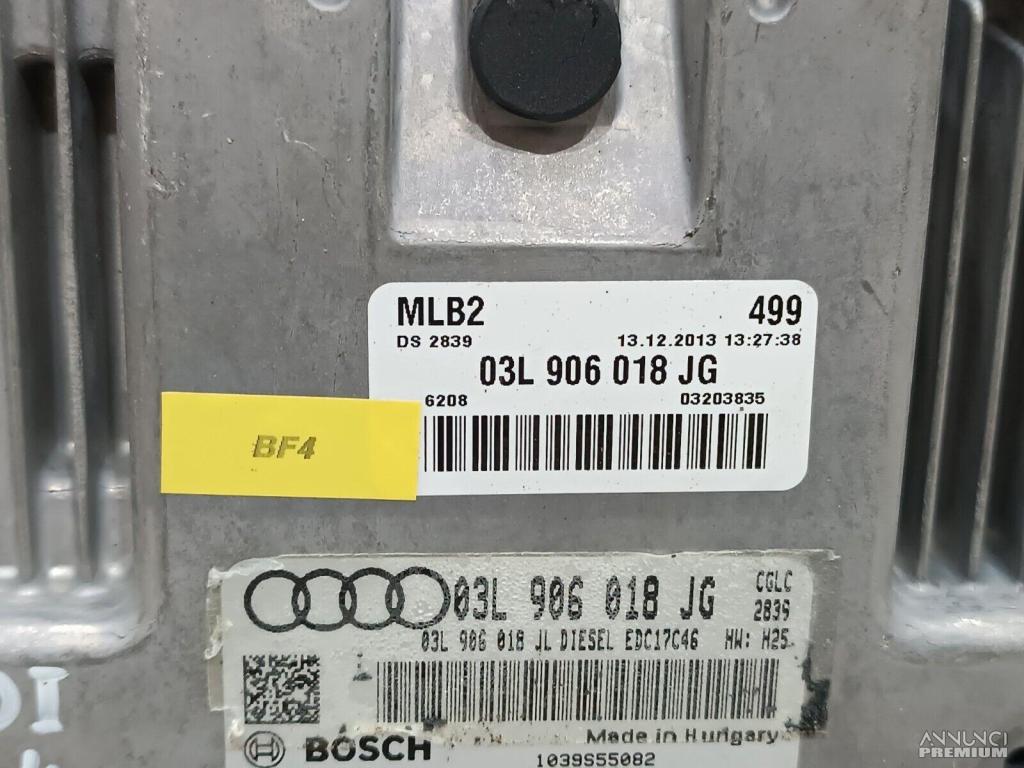 MLB2 499
DS 2839 13.12.2013 13:27:38
03L 906 018 JG
6208 03203835
BF4
03L 906 018 JG CGLC
2839
03L 906 018 JL DIESEL EDC17C46 HW: H25
BOSCH Made in Hungary
1039S55082
ANNUNCI
PREMIUM